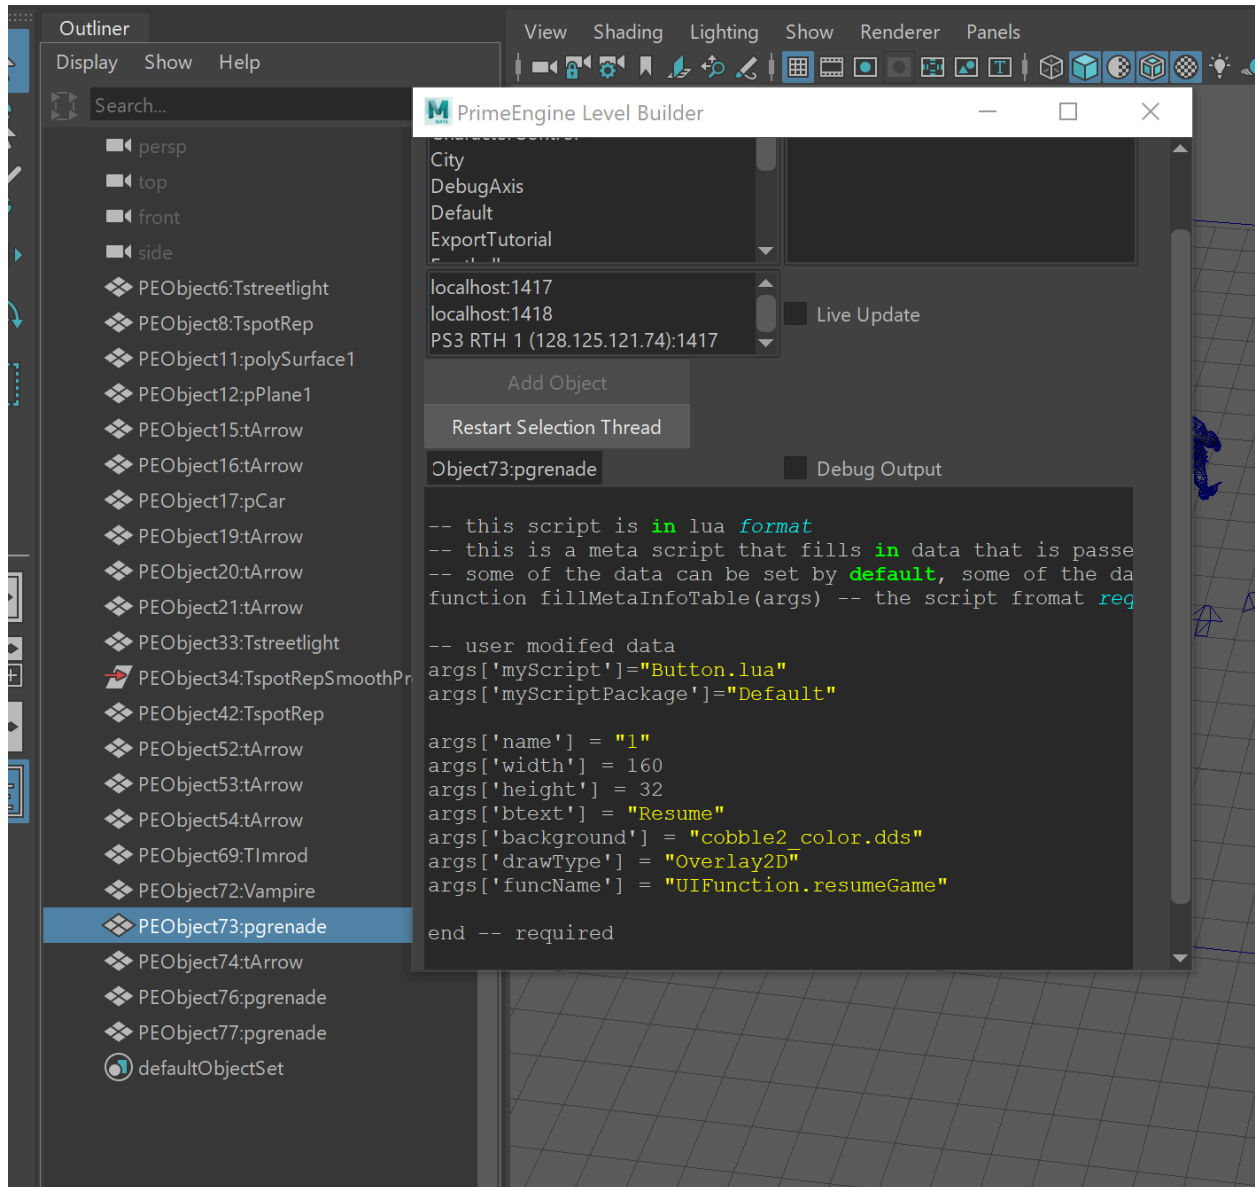 Outliner
Display Show Help
Search...
persp
top
front
side
PEObject6:Tstreetlight
PEObject8:TspotRep
PEObject11:polySurface1
PEObject12:pPlane1
PEObject15:tArrow
PEObject16:tArrow
PEObject17:pCar
PEObject19:tArrow
PEObject20:tArrow
PEObject21:tArrow
PEObject33:Tstreetlight
PEObject34:TspotRepSmoothPr
PEObject42:TspotRep
PEObject52:tArrow
PEObject53:tArrow
PEObject54:tArrow
PEObject69:TImrod
PEObject72:Vampire
PEObject73:pgrenade
PEObject74:tArrow
PEObject76:pgrenade
PEObject77:pgrenade
defaultObjectSet
View Shading Lighting Show Renderer Panels
PrimeEngine Level Builder
City
DebugAxis
Default
ExportTutorial
localhost:1417
localhost:1418
PS3 RTH 1 (128.125.121.74):1417
Live Update
Add Object
Restart Selection Thread
Object73:pgrenade
Debug Output
-- this script is in lua format
-- this is a meta script that fills in data that is passe
-- some of the data can be set by default, some of the da
function fillMetaInfoTable(args) -- the script fromat req
-- user modifed data
args['myScript']="Button.lua"
args['myScriptPackage']="Default"
args['name'] = "1"
args['width'] = 160
args['height'] = 32
args['btext'] = "Resume"
args['background'] = "cobble2_color.dds"
args['drawType'] = "Overlay2D"
args['funcName'] = "UIFunction.resumeGame"
end -- required